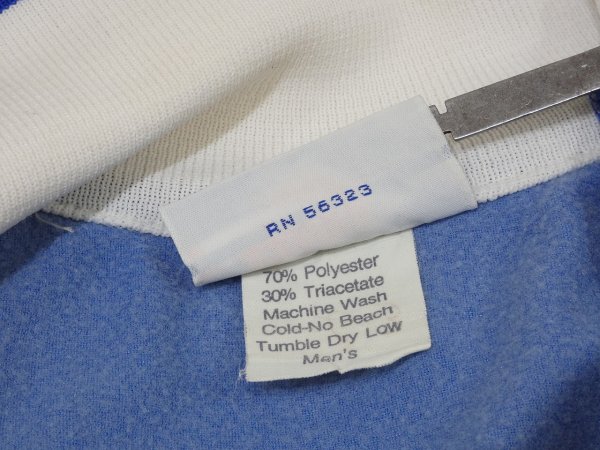 RN 56323
70% Polyester
30% Triacetate
Machine Wash
Cold-No Beach
Tumble Dry Low
Men's